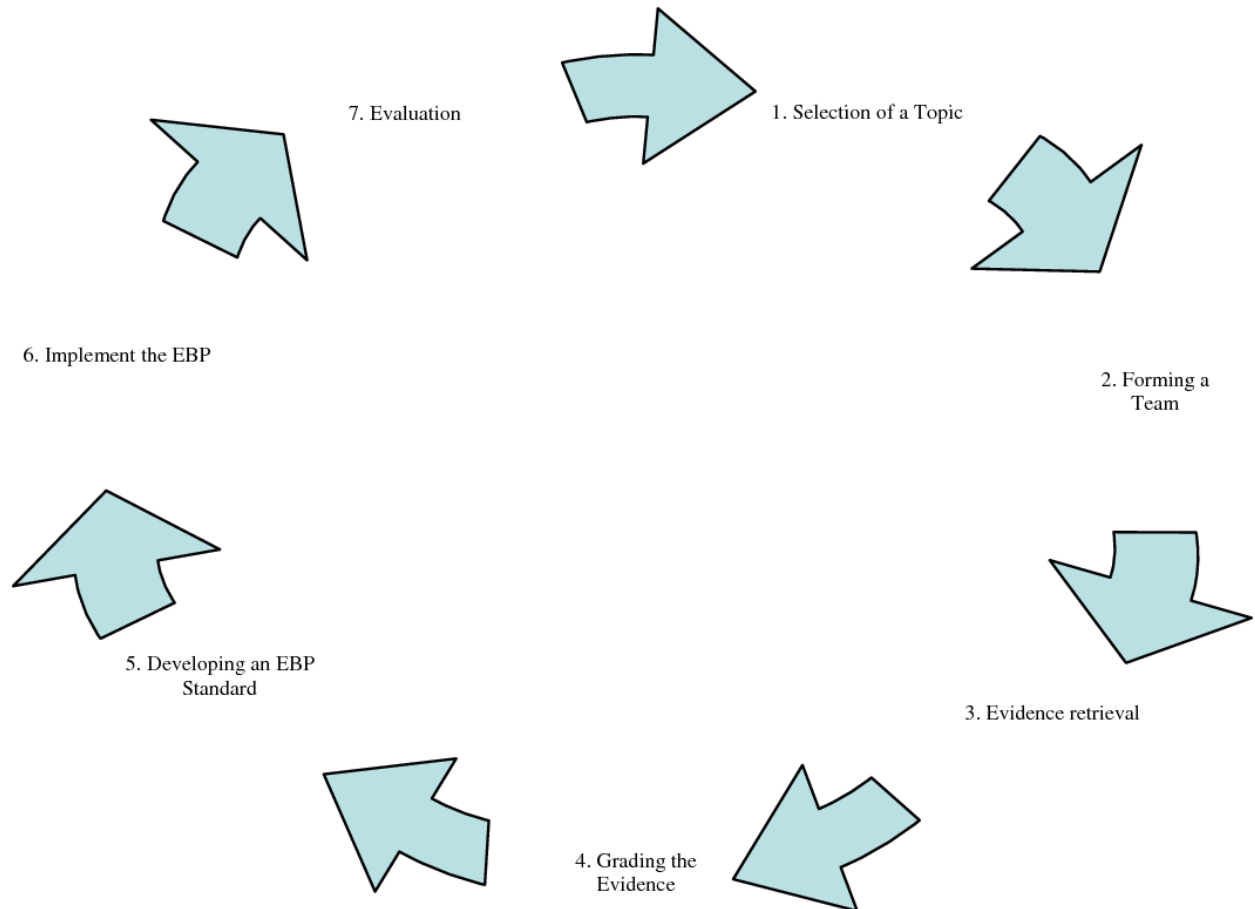 1. Selection of a Topic
2. Forming a
Team
3. Evidence retrieval
4. Grading the
Evidence
5. Developing an EBP
Standard
6. Implement the EBP
7. Evaluation